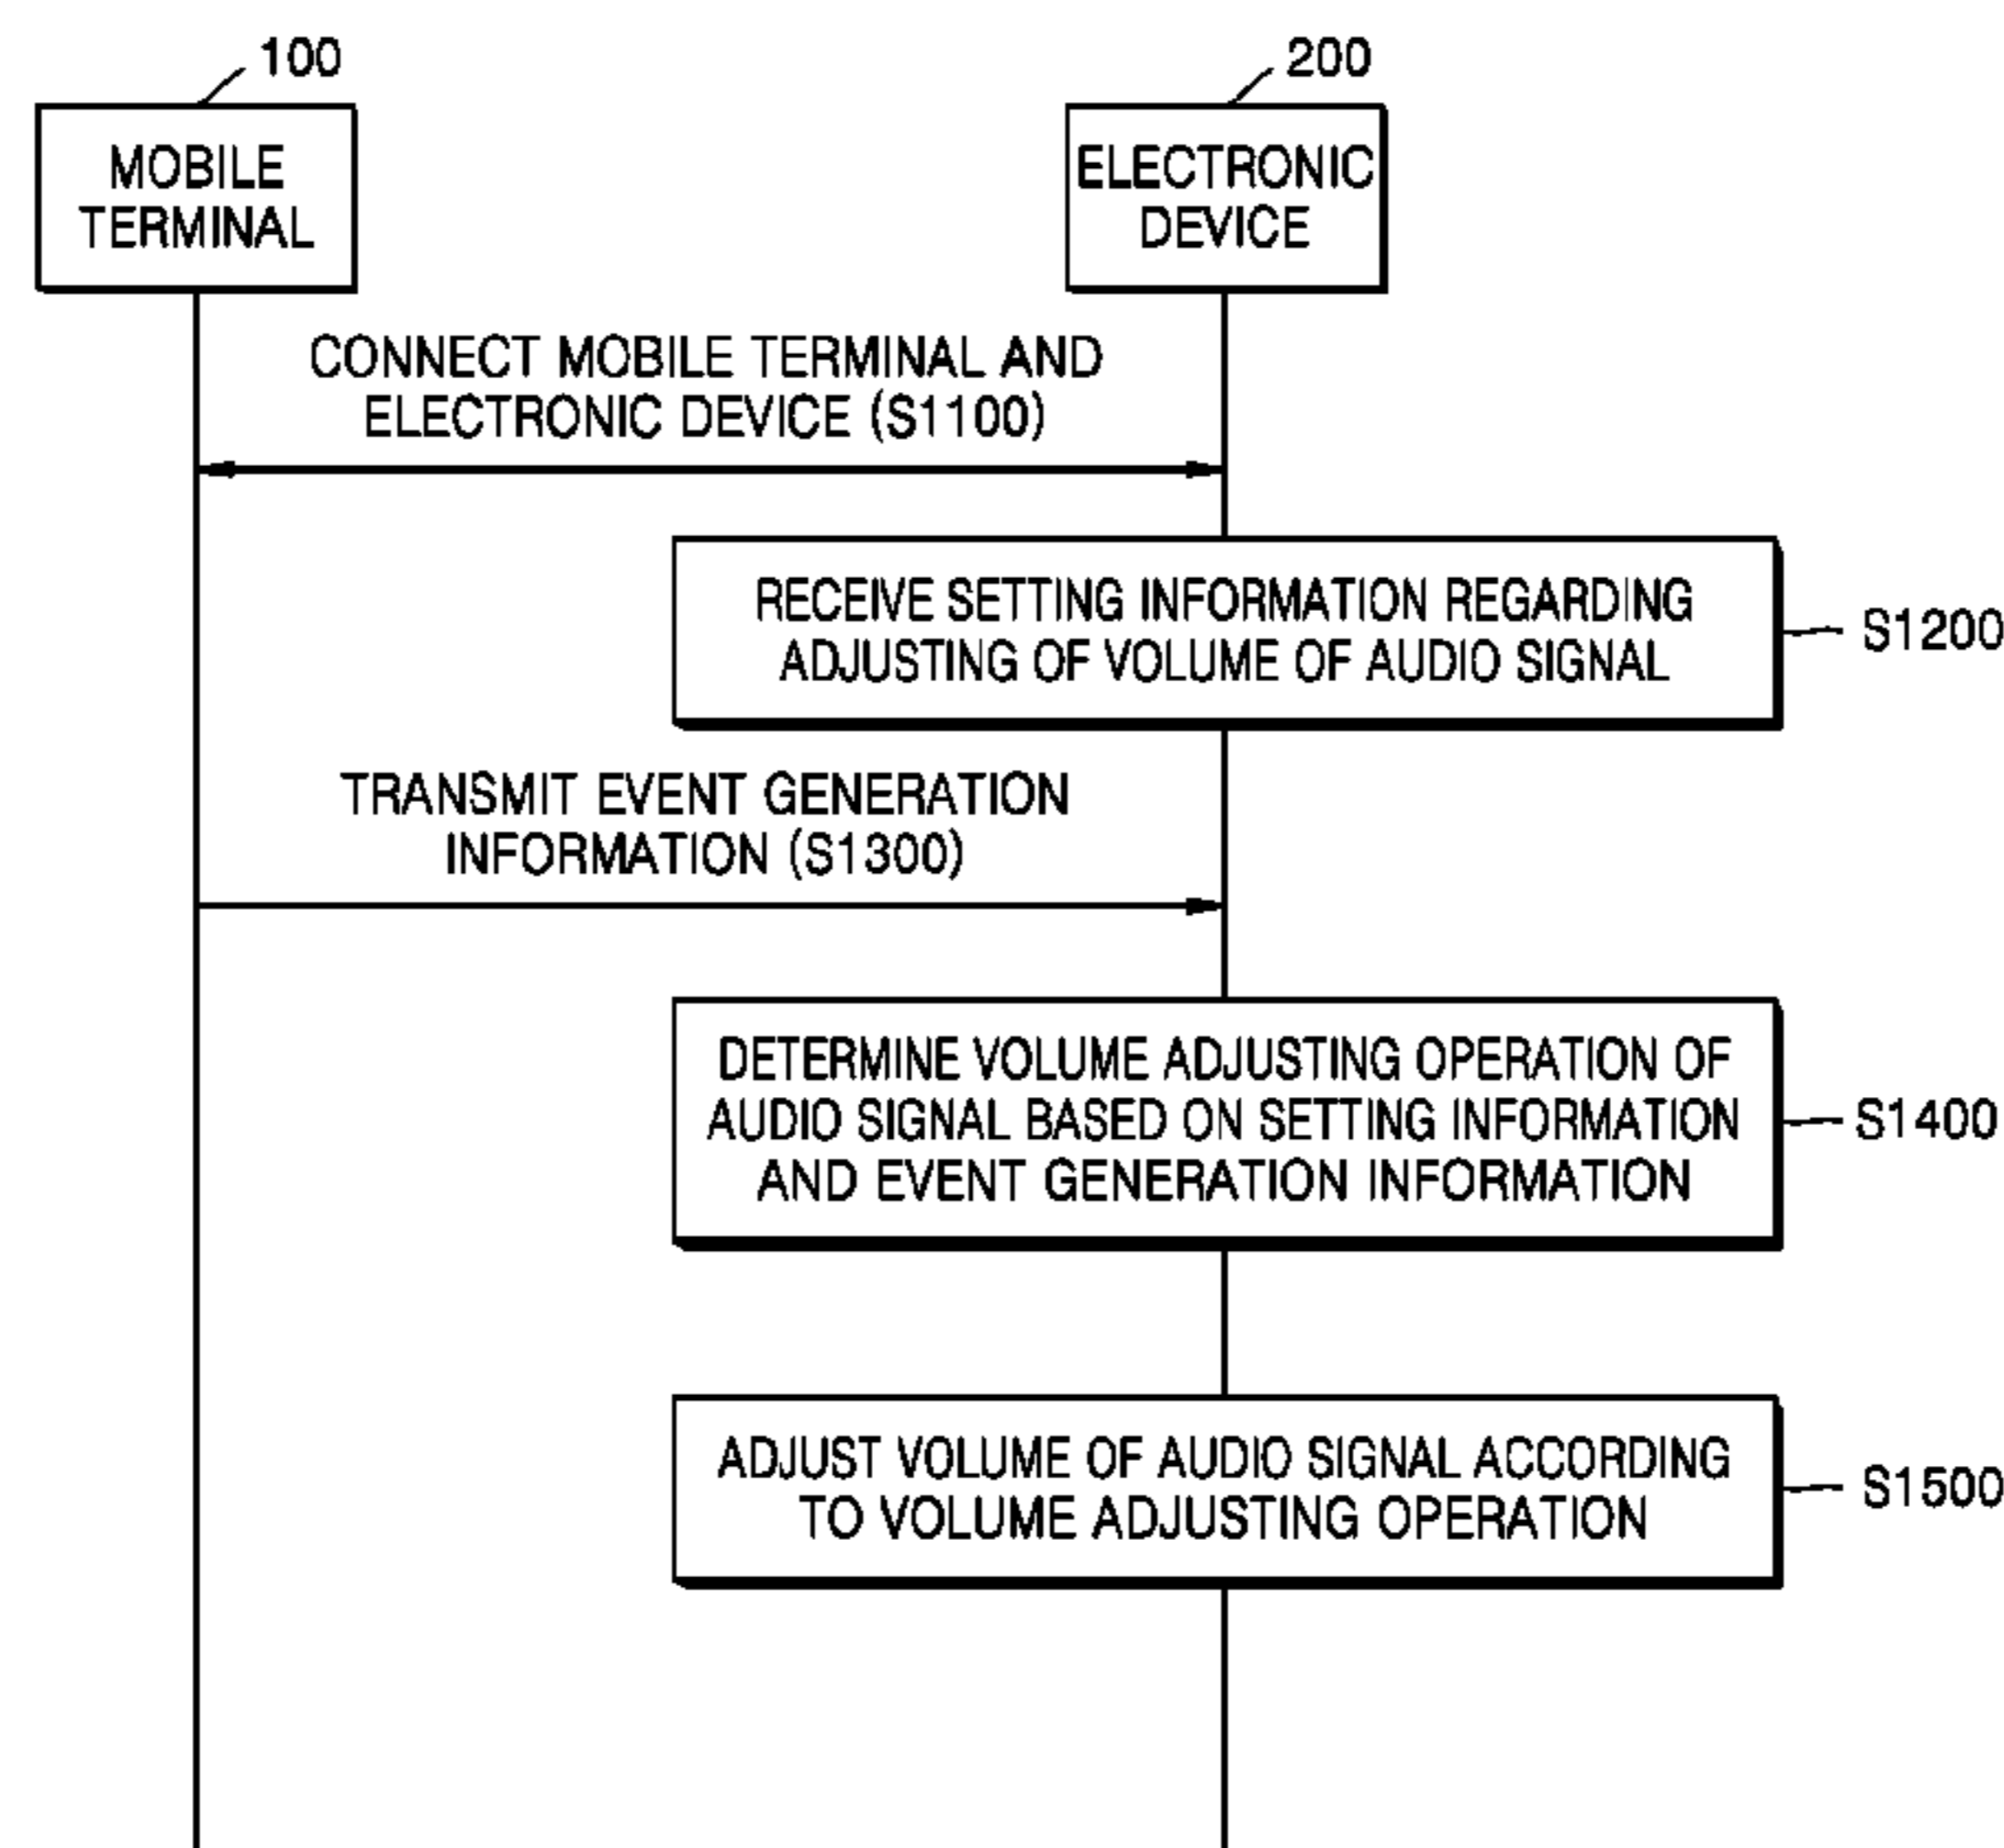 100
200
MOBILE
TERMINAL
ELECTRONIC
DEVICE
CONNECT MOBILE TERMINAL AND
ELECTRONIC DEVICE (S1100)
RECEIVE SETTING INFORMATION REGARDING
ADJUSTING OF VOLUME OF AUDIO SIGNAL
S1200
TRANSMIT EVENT GENERATION
INFORMATION (S1300)
DETERMINE VOLUME ADJUSTING OPERATION OF
AUDIO SIGNAL BASED ON SETTING INFORMATION
AND EVENT GENERATION INFORMATION
S1400
ADJUST VOLUME OF AUDIO SIGNAL ACCORDING
TO VOLUME ADJUSTING OPERATION
S1500